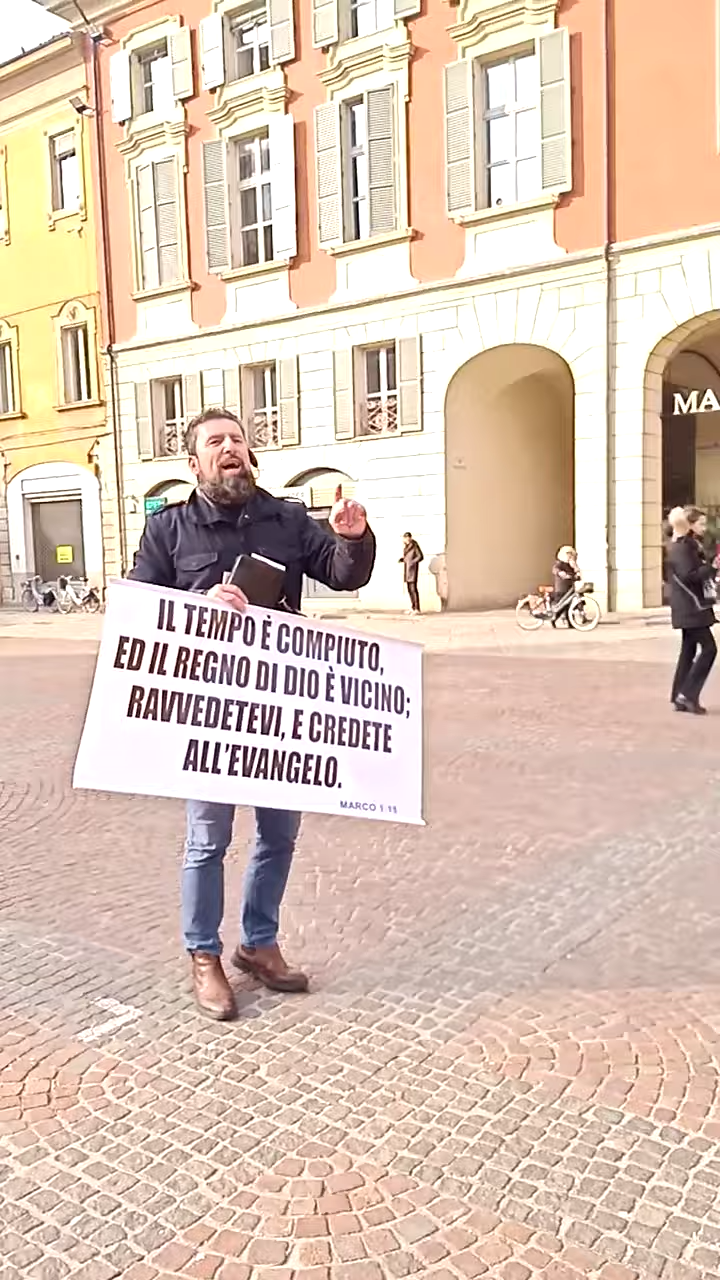 MA
IL TEMPO È COMPIUTO,
ED IL REGNO DI DIO È VICINO;
RAVVEDETEVI, E CREDETE
ALL'EVANGELO.
MARCO 1:15